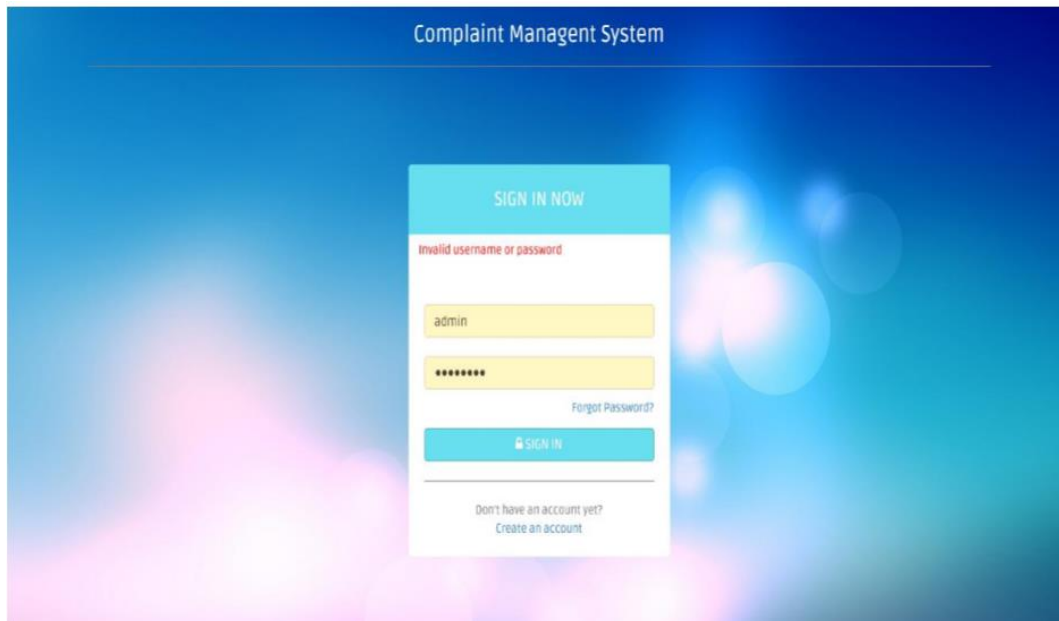 Complaint Managent System
SIGN IN NOW
Invalid username or password
admin
••••••••
Forgot Password?
SIGN IN
Don't have an account yet?
Create an account